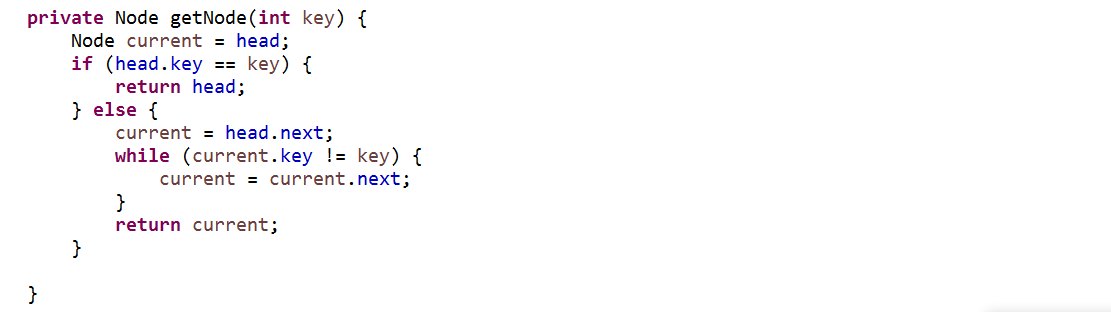 private Node getNode(int key) {
    Node current = head;
    if (head.key == key) {
        return head;
    } else {
        current = head.next;
        while (current.key != key) {
            current = current.next;
        }
        return current;
    }
}